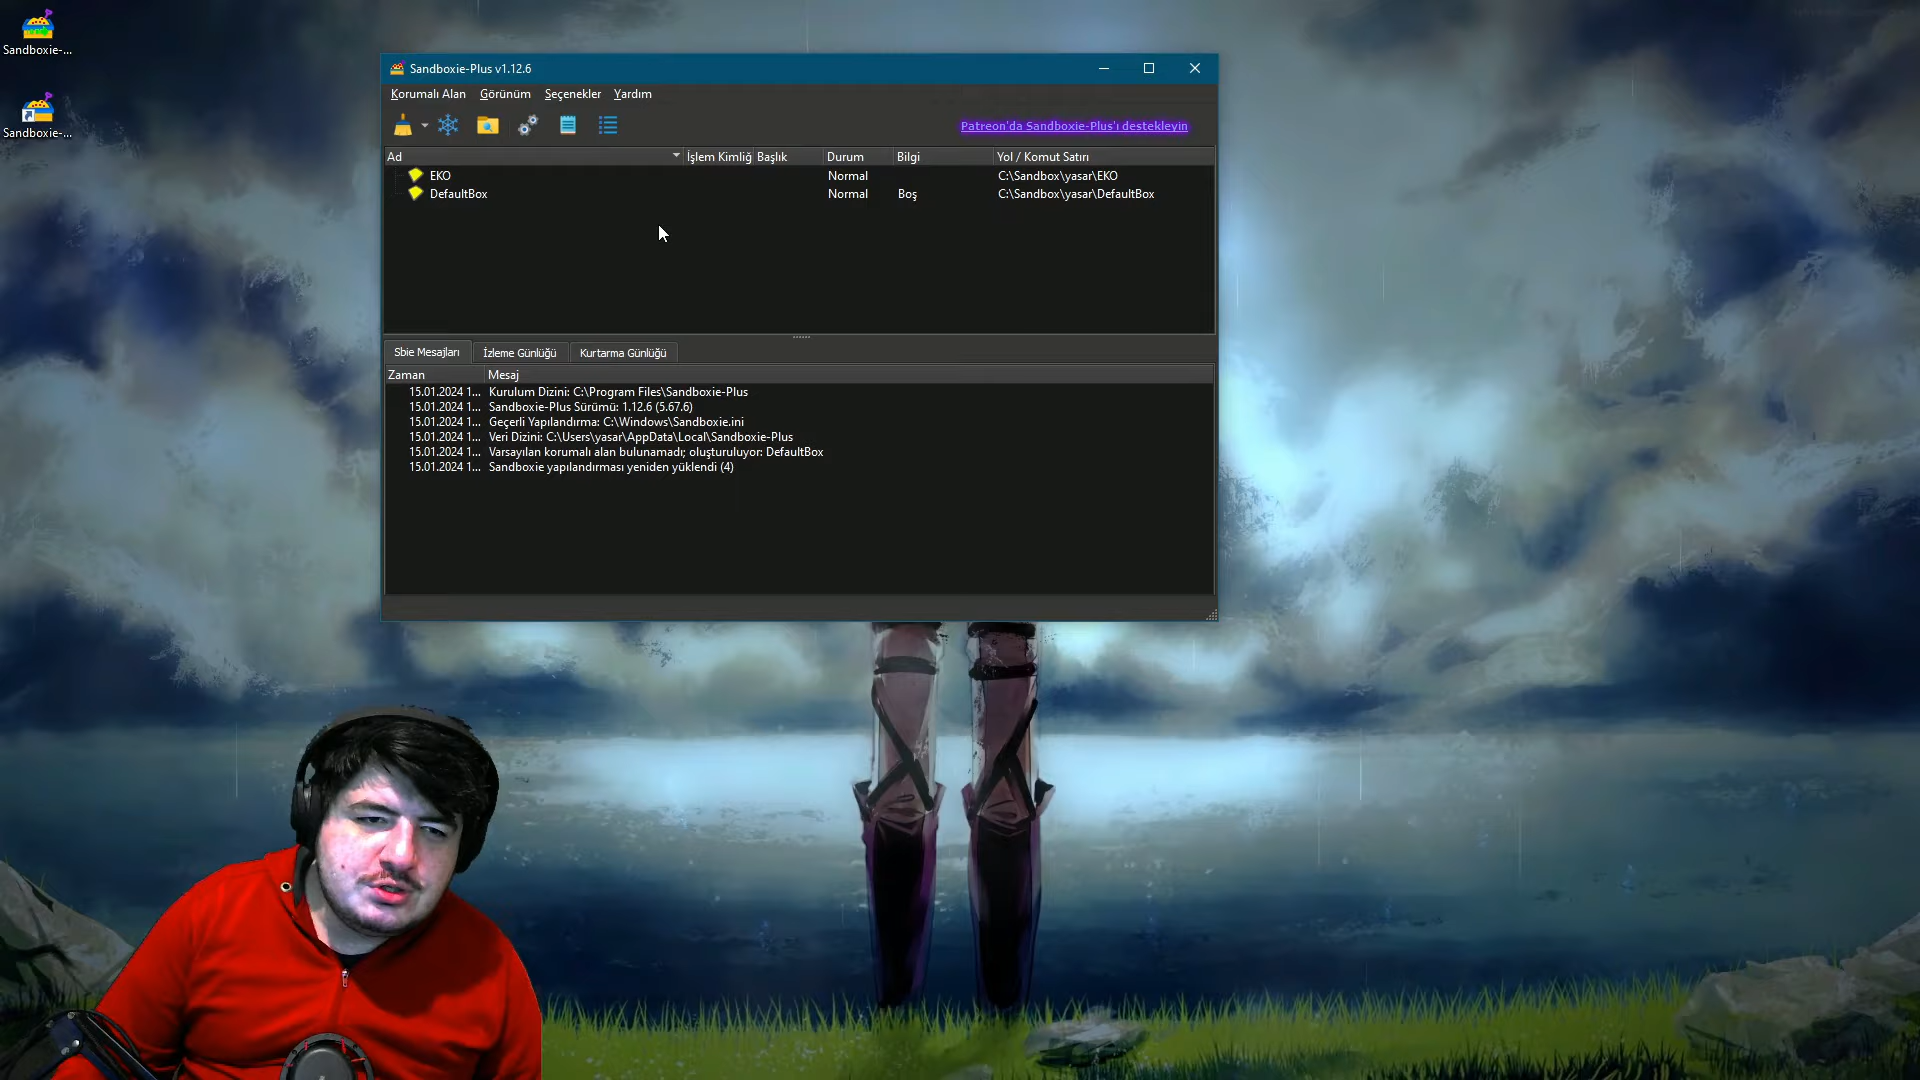 Sandboxie-...
Sandboxie-...
Sandboxie-Plus v1.12.6
Korumalı Alan Görünüm Seçenekler Yardım
Patreon'da Sandboxie-Plus'ı destekleyin
Ad İşlem Kimliğ Başlık Durum Bilgi Yol / Komut Satırı
EKO Normal C:\Sandbox\yasar\EKO
DefaultBox Normal Boş C:\Sandbox\yasar\DefaultBox
Sbie Mesajları İzleme Günlüğü Kurtarma Günlüğü
Zaman Mesaj
15.01.2024 1... Kurulum Dizini: C:\Program Files\Sandboxie-Plus
15.01.2024 1... Sandboxie-Plus Sürümü: 1.12.6 (5.67.6)
15.01.2024 1... Geçerli Yapılandırma: C:\Windows\Sandboxie.ini
15.01.2024 1... Veri Dizini: C:\Users\yasar\AppData\Local\Sandboxie-Plus
15.01.2024 1... Varsayılan korumalı alan bulunamadı; oluşturuluyor: DefaultBox
15.01.2024 1... Sandboxie yapılandırması yeniden yüklendi (4)